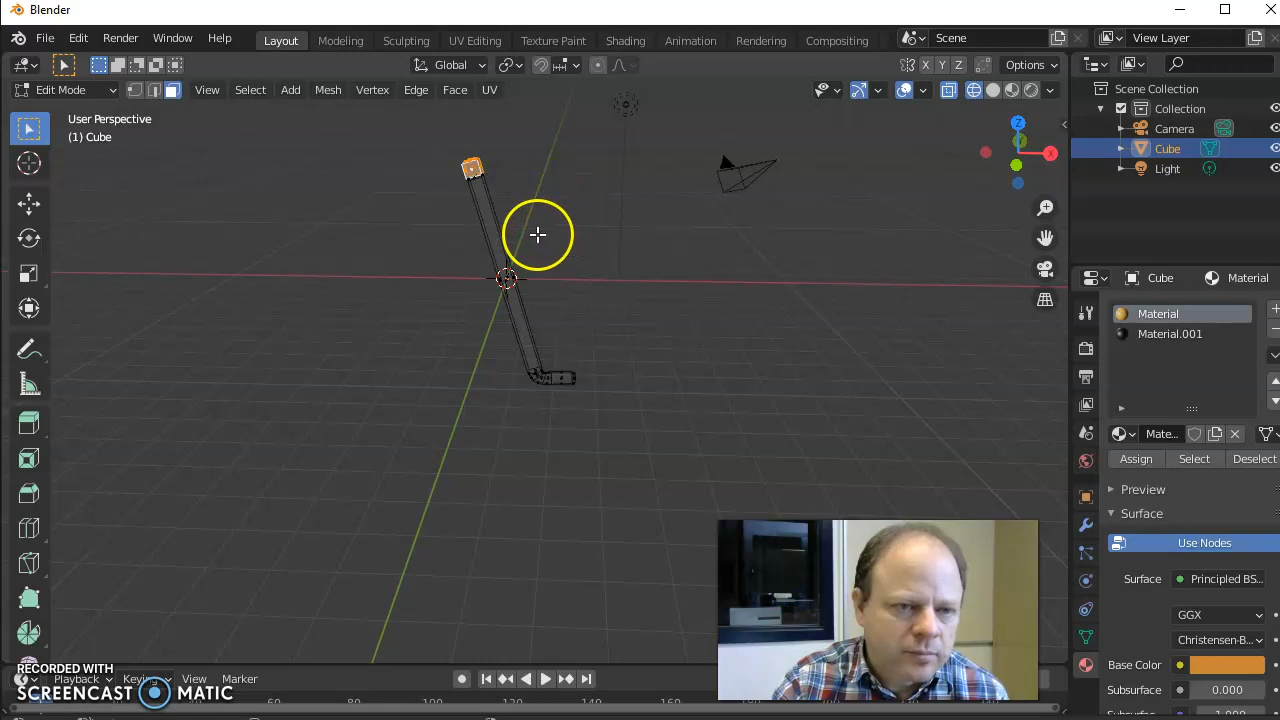 Blender
File Edit Render Window Help
Layout Modeling Sculpting UV Editing Texture Paint Shading Animation Rendering Compositing
Scene View Layer
Global X Y Z Options
Edit Mode View Select Add Mesh Vertex Edge Face UV
User Perspective
(1) Cube
Z
X
Scene Collection
Collection
Camera
Cube
Light
Cube Material
Material
Material.001
Mate...
Assign Select Deselect
Preview
Surface
Use Nodes
Surface Principled BS...
GGX
Christensen-B...
Base Color
Subsurface 0.000
RECORDED WITH
SCREENCAST MATIC
Playback Keying View Marker